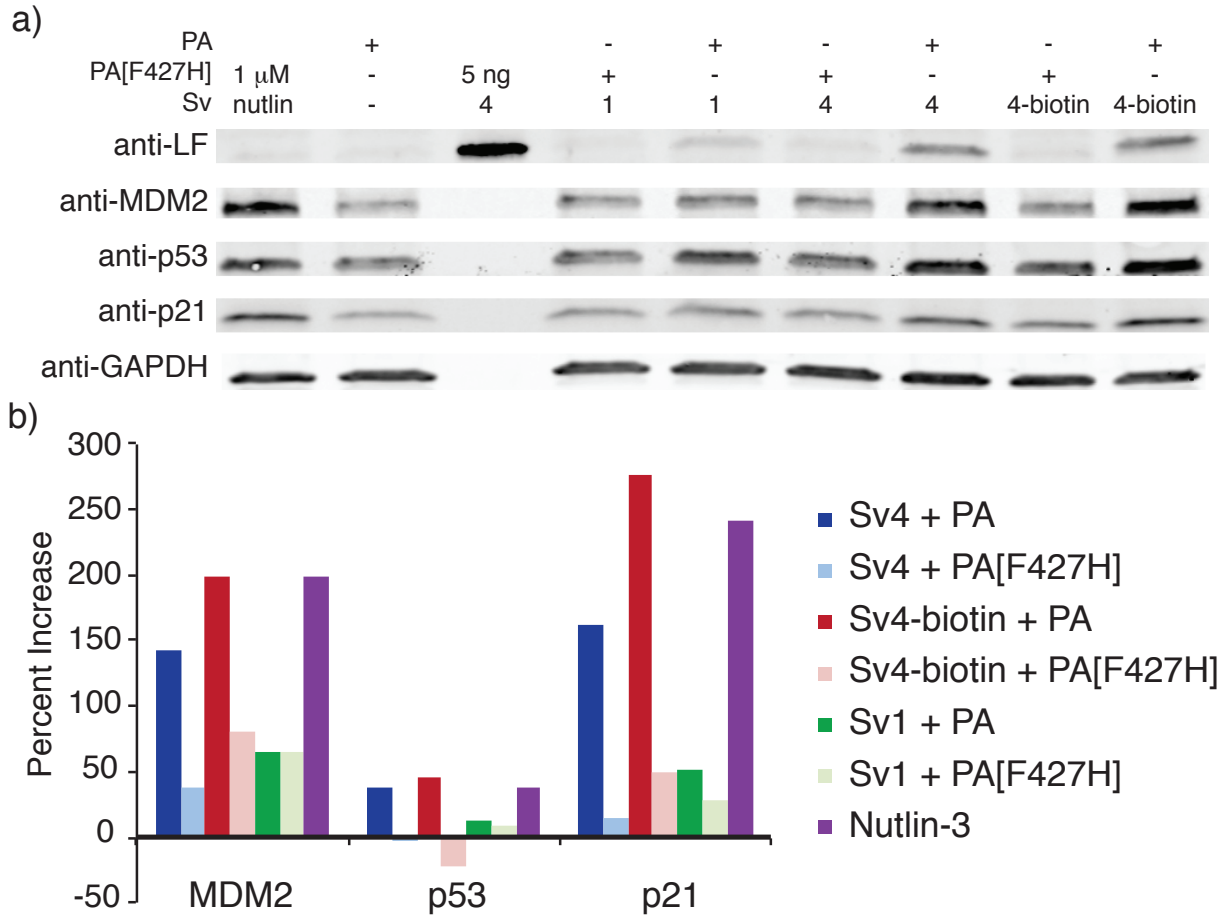 a)
PA + - + - + - +
PA[F427H] 1 μM - 5 ng + - + - + -
Sv nutlin - 4 1 1 4 4 4-biotin 4-biotin
anti-LF
anti-MDM2
anti-p53
anti-p21
anti-GAPDH
b)
Percent Increase
300
250
200
150
100
50
0
-50
MDM2 p53 p21
Sv4 + PA
Sv4 + PA[F427H]
Sv4-biotin + PA
Sv4-biotin + PA[F427H]
Sv1 + PA
Sv1 + PA[F427H]
Nutlin-3